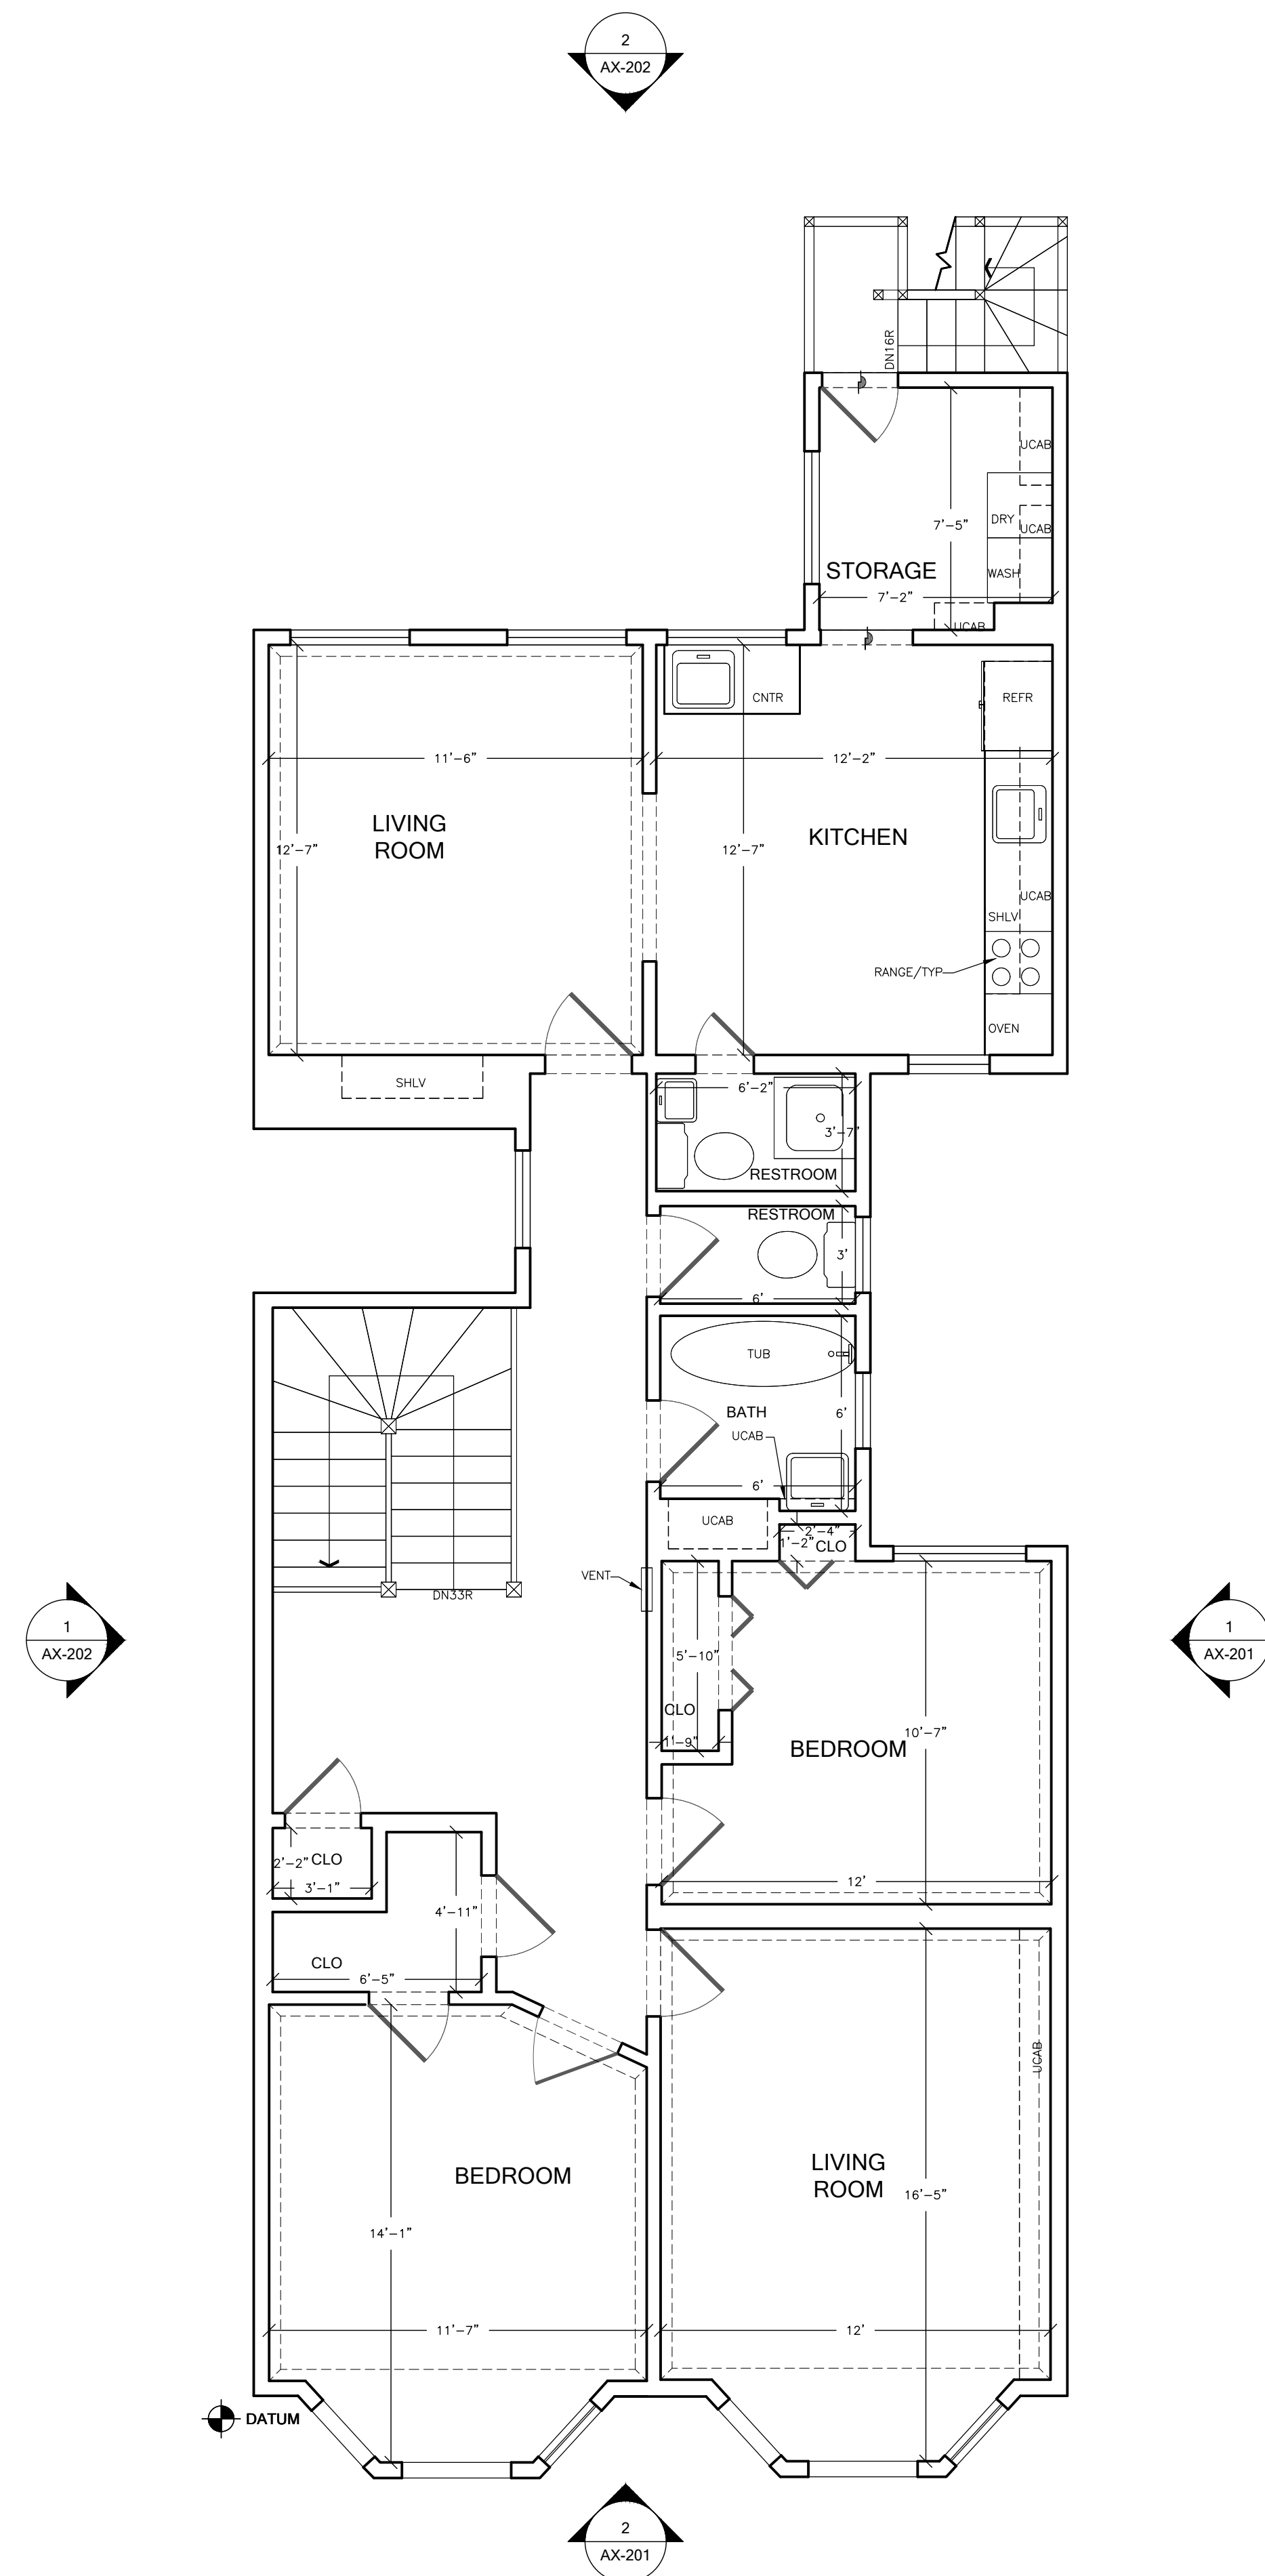 2
AX-202
DN16R
UCAB
DRY
UCAB
7'-5"
WASH
STORAGE
7'-2"
UCAB
CNTR
REFR
11'-6"
12'-2"
LIVING
ROOM
KITCHEN
12'-7"
12'-7"
UCAB
SHLV
RANGE/TYP
OVEN
SHLV
6'-2"
3'-7"
RESTROOM
RESTROOM
3'
6'
TUB
BATH
6'
UCAB
6'
UCAB
2'-4"
1'-2"
CLO
VENT
DN33R
1
AX-202
1
AX-201
5'-10"
CLO
1'-9"
10'-7"
BEDROOM
2'-2"
CLO
3'-1"
12'
4'-11"
CLO
6'-5"
UCAB
BEDROOM
LIVING
ROOM
16'-5"
14'-1"
11'-7"
12'
DATUM
2
AX-201